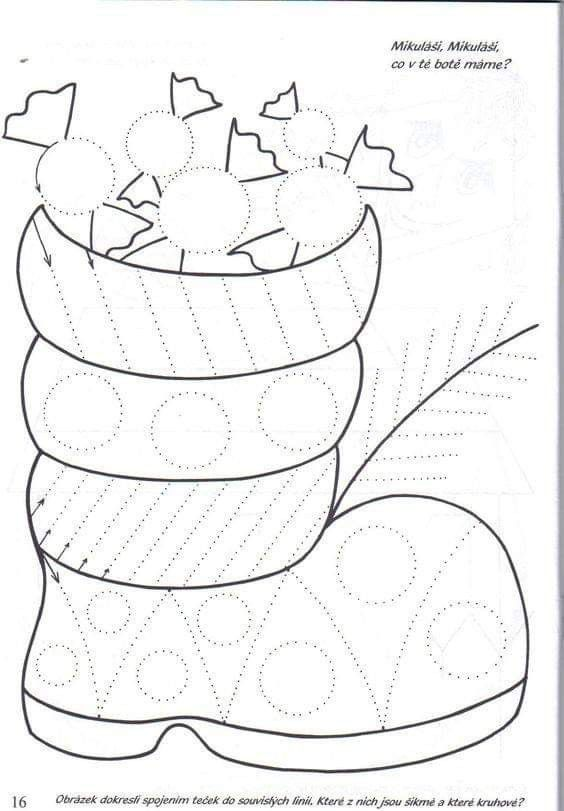 Mikuláši, Mikuláši,
co v té botě máme?
16
Obrázek dokresli spojením teček do souvislých linií. Které z nich jsou šikmé a které kruhové?